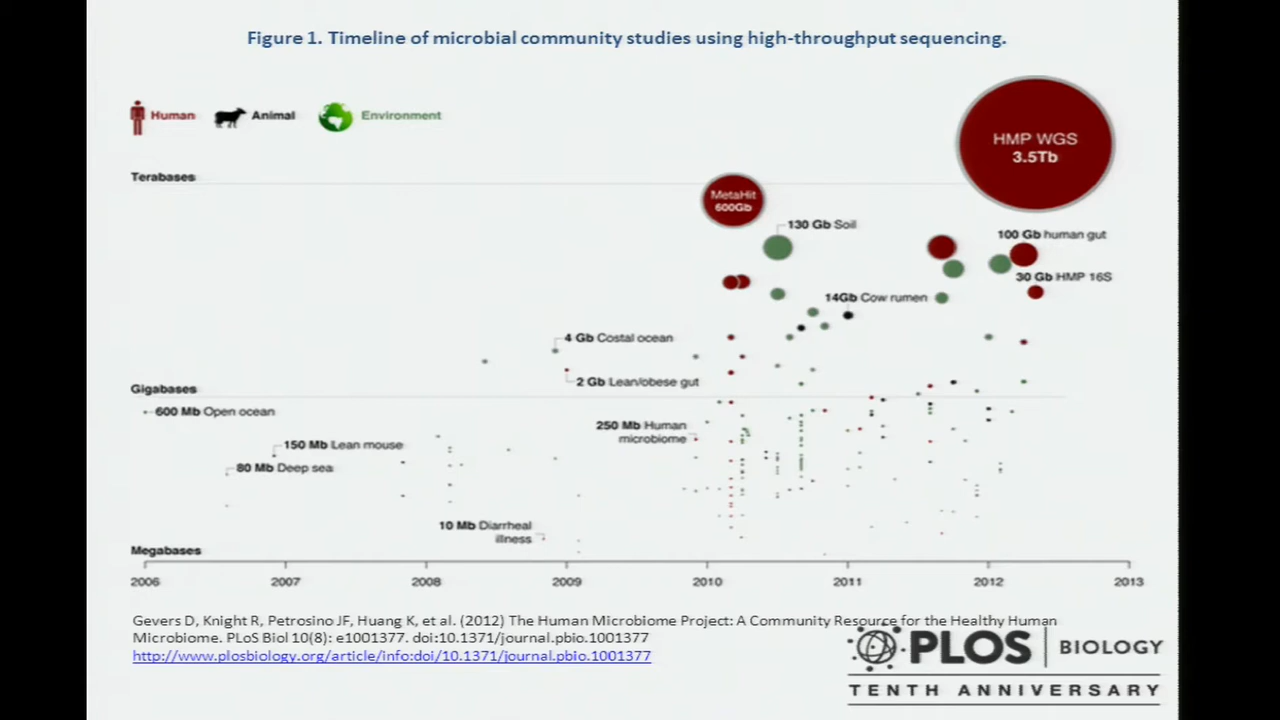 Figure 1. Timeline of microbial community studies using high-throughput sequencing.
Human
Animal
Environment
HMP WGS
3.5Tb
Terabases
MetaHit
600Gb
130 Gb Soil
100 Gb human gut
30 Gb HMP 16S
14Gb Cow rumen
4 Gb Costal ocean
2 Gb Lean/obese gut
Gigabases
600 Mb Open ocean
250 Mb Human
microbiome
150 Mb Lean mouse
80 Mb Deep sea
10 Mb Diarrheal
illness
Megabases
2006 2007 2008 2009 2010 2011 2012 2013
Gevers D, Knight R, Petrosino JF, Huang K, et al. (2012) The Human Microbiome Project: A Community Resource for the Healthy Human
Microbiome. PLoS Biol 10(8): e1001377. doi:10.1371/journal.pbio.1001377
http://www.plosbiology.org/article/info:doi/10.1371/journal.pbio.1001377
PLOS BIOLOGY
TENTH ANNIVERSARY